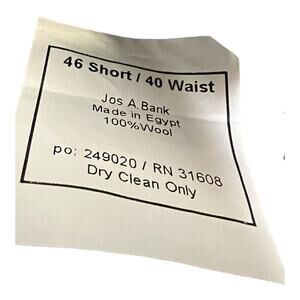 46 Short / 40 Waist
Jos A.Bank
Made in Egypt
100%Wool
po: 249020 / RN 31608
Dry Clean Only